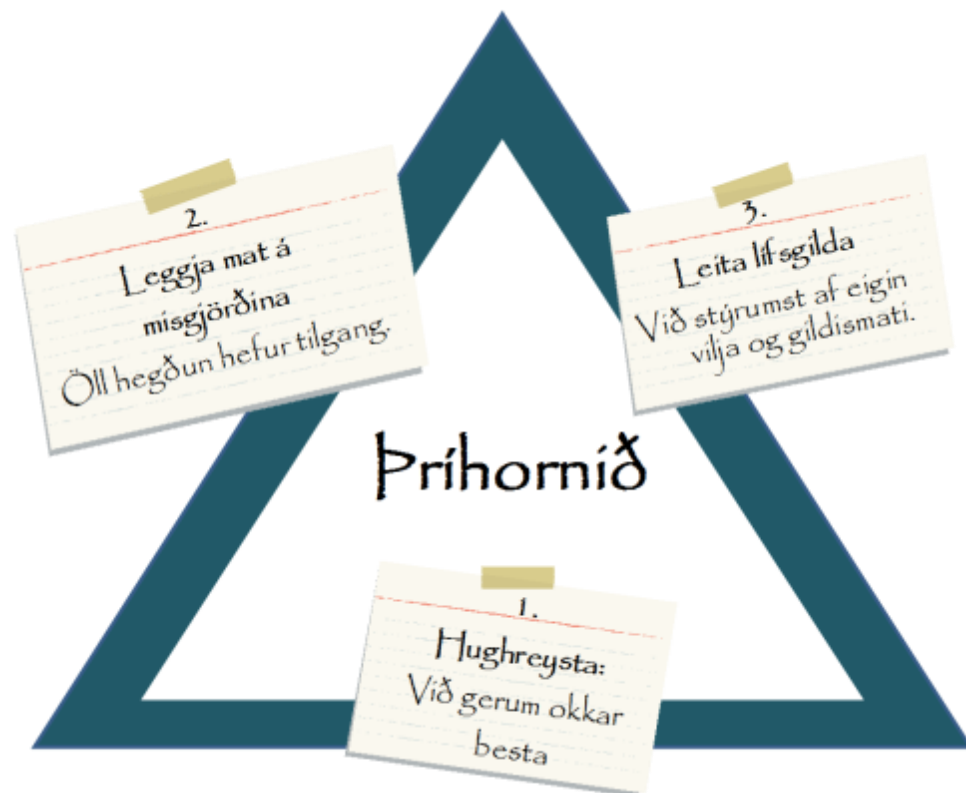 2.
Leggja mat á
misgjörðina
Öll hegðun hefur tilgang.
3.
Leita lífsgilda
Við stýrumst af eigin
vilja og gildismati.
Þríhornið
1.
Hughreysta:
Við gerum okkar
besta